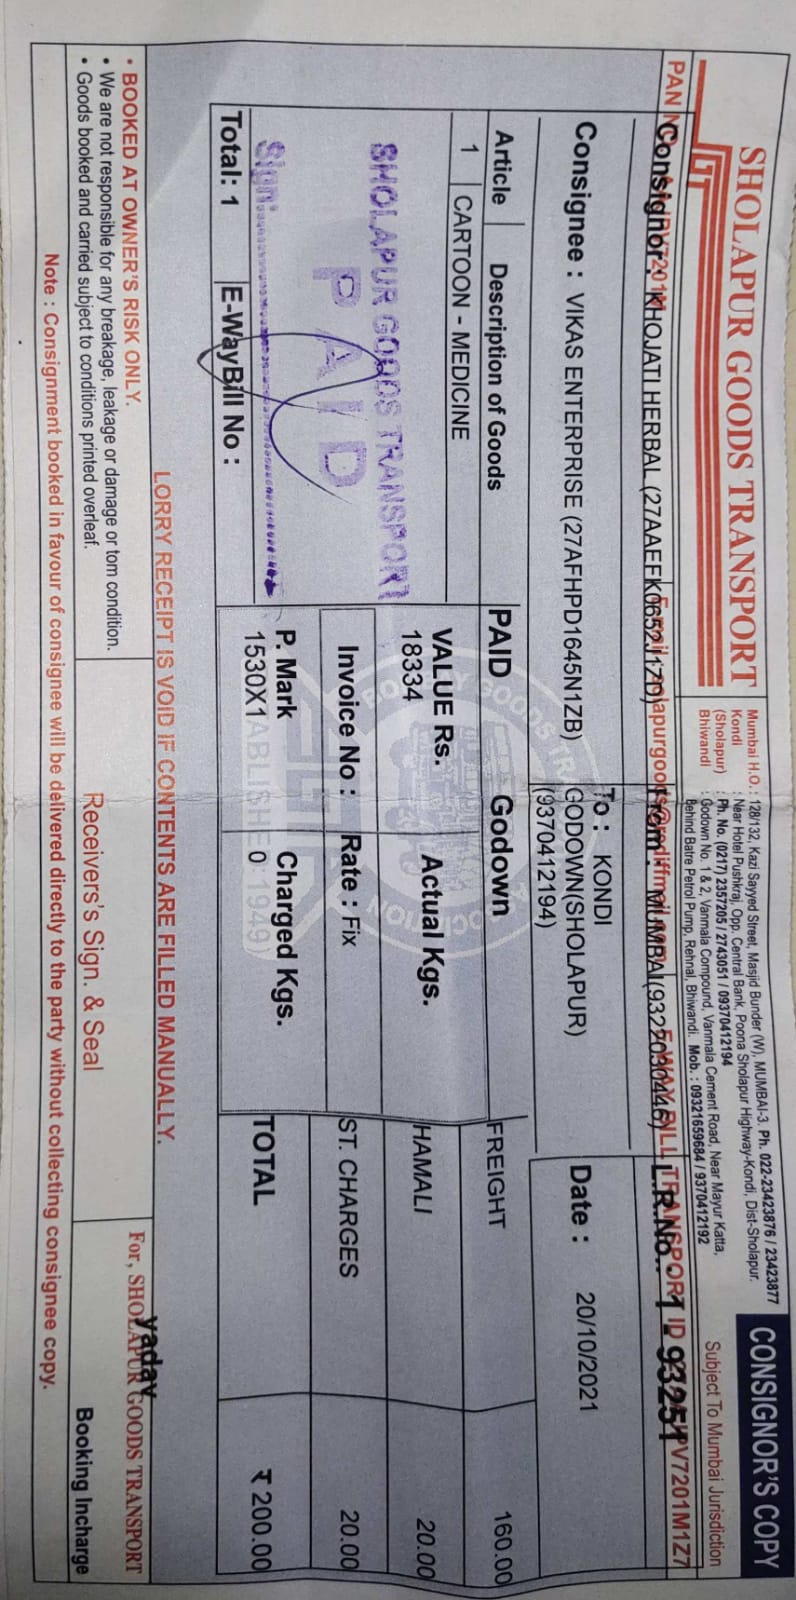 SHOLAPUR GOODS TRANSPORT
SGT
Mumbai H.O. : 128/132, Kazi Sayyed Street, Masjid Bunder (W), MUMBAI-3. Ph. 022-23423876 / 23423877
Kondi : Near Hotel Pushkraj, Opp. Central Bank, Poona Sholapur Highway-Kondi, Dist-Sholapur.
(Sholapur) : Ph. No. (0217) 2357205 / 2743051 / 09370412194
Bhiwandi : Godown No. 1 & 2, Vanmala Compound, Vanmala Cement Road, Near Mayur Katta,
Behind Batre Petrol Pump, Rehnal, Bhiwandi. Mob. : 09321659684 / 9370412192
CONSIGNOR'S COPY
Subject To Mumbai Jurisdiction
PAN
Consignor : KHOJATI HERBAL
From : MUMBAI(9322030446)
L.R.No.: 1 - 93251
Consignee : VIKAS ENTERPRISE (27AFHPD1645N1ZB)
To : KONDI
GODOWN(SHOLAPUR)
(9370412194)
Date : 20/10/2021
Article Description of Goods PAID Godown FREIGHT 160.00
1 CARTOON - MEDICINE VALUE Rs. Actual Kgs. HAMALI 20.00
18334
SHOLAPUR GOODS TRANSPORT
PAID
Sign:
Invoice No : Rate : Fix ST. CHARGES 20.00
P. Mark Charged Kgs. TOTAL ₹ 200.00
1530X1 0
Total: 1 E-WayBill No :
LORRY RECEIPT IS VOID IF CONTENTS ARE FILLED MANUALLY.
• BOOKED AT OWNER'S RISK ONLY.
• We are not responsible for any breakage, leakage or damage or torn condition.
• Goods booked and carried subject to conditions printed overleaf.
Receivers's Sign. & Seal
For, SHOLAPUR GOODS TRANSPORT
yadav
Booking Incharge
Note : Consignment booked in favour of consignee will be delivered directly to the party without collecting consignee copy.